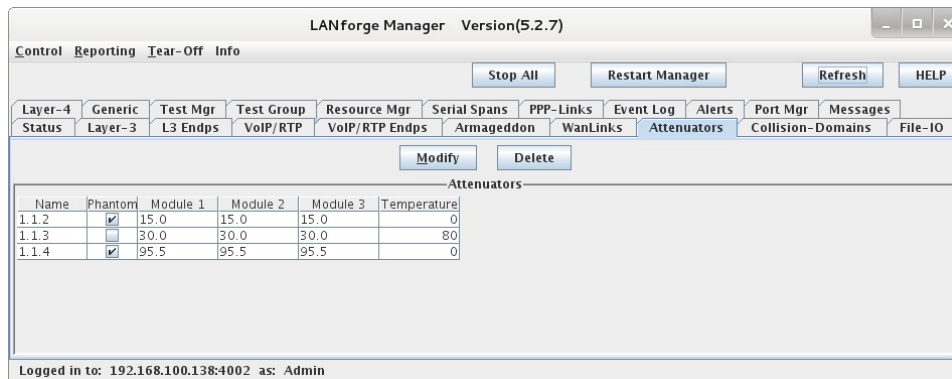 LANforge Manager Version(5.2.7)
Control Reporting Tear-Off Info
Stop All Restart Manager Refresh HELP
Layer-4 Generic Test Mgr Test Group Resource Mgr Serial Spans PPP-Links Event Log Alerts Port Mgr Messages
Status Layer-3 L3 Endps VoIP/RTP VoIP/RTP Endps Armageddon WanLinks Attenuators Collision-Domains File-IO
Modify Delete
Attenuators
Name Phantom Module 1 Module 2 Module 3 Temperature
1.1.2 15.0 15.0 15.0 0
1.1.3 30.0 30.0 30.0 80
1.1.4 95.5 95.5 95.5 0
Logged in to: 192.168.100.138:4002 as: Admin